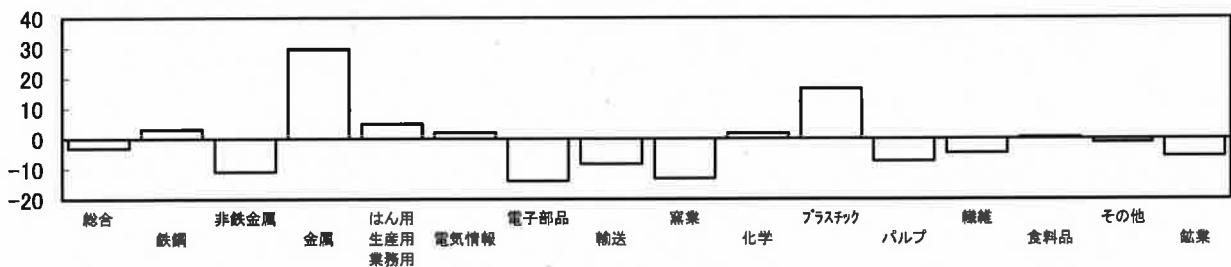 40
30
20
10
0
-10
-20
総合
鉄鋼
非鉄金属
金属
はん用
生産用
業務用
電気情報
電子部品
輸送
窯業
化学
プラスチック
パルプ
繊維
食料品
その他
鉱業